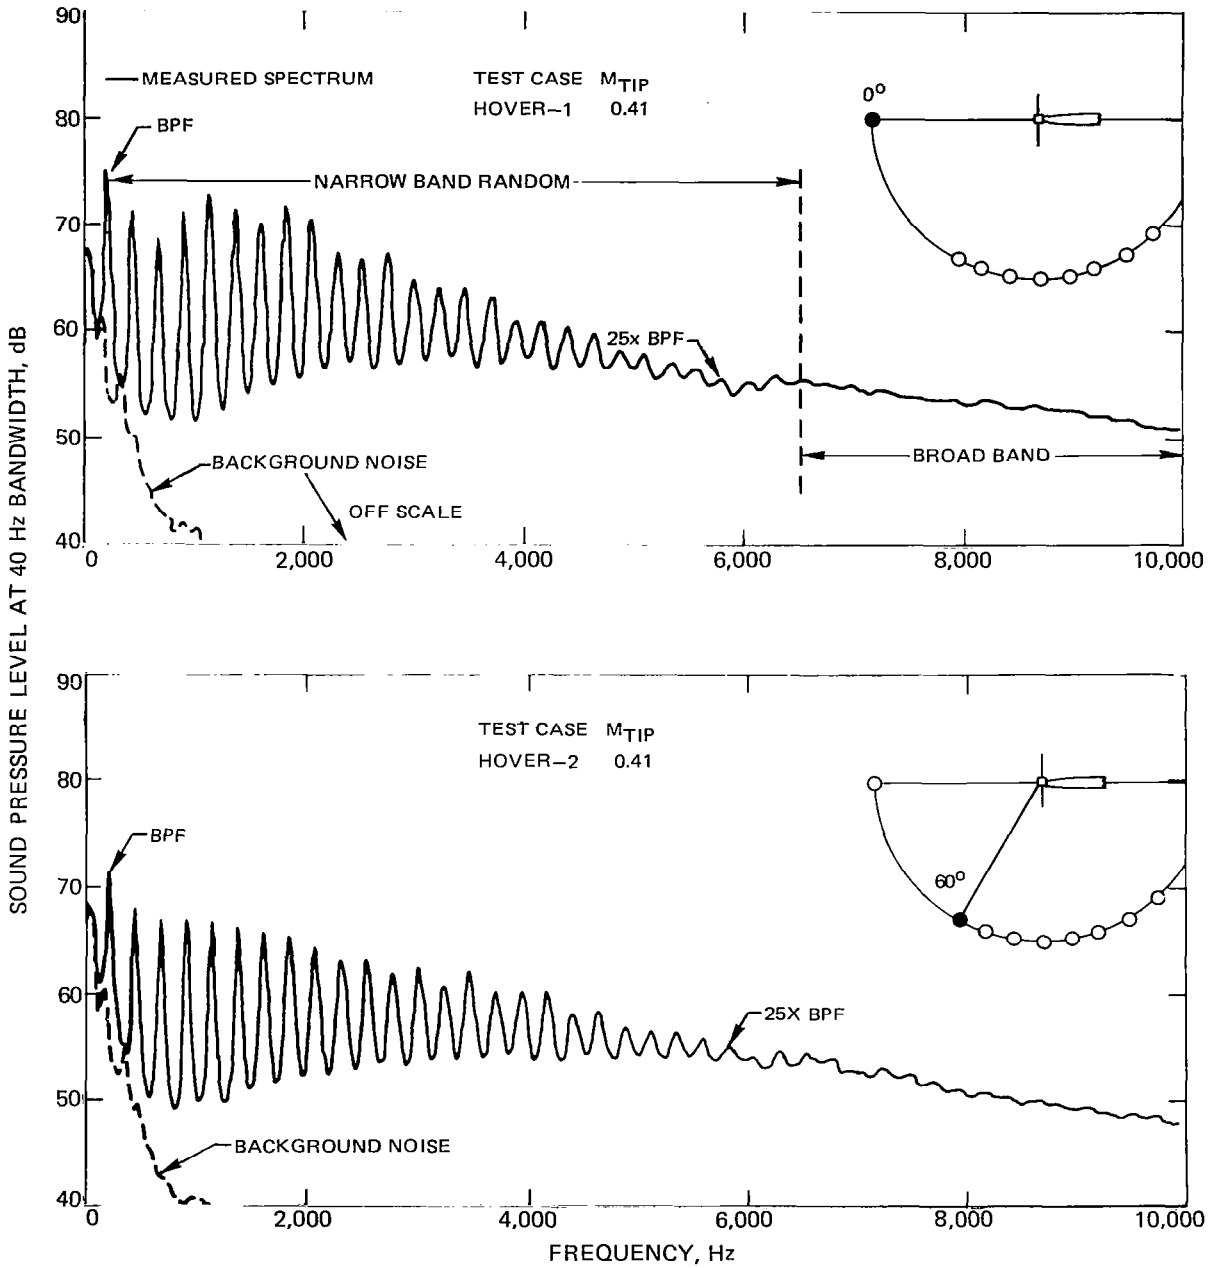 SOUND PRESSURE LEVEL AT 40 Hz BANDWIDTH, dB
90
80
70
60
50
40
MEASURED SPECTRUM
TEST CASE M_TIP
HOVER–1 0.41
BPF
NARROW BAND RANDOM
0°
25x BPF
BACKGROUND NOISE
OFF SCALE
BROAD BAND
0 2,000 4,000 6,000 8,000 10,000
90
80
70
60
50
40
TEST CASE M_TIP
HOVER–2 0.41
BPF
60°
25X BPF
BACKGROUND NOISE
0 2,000 4,000 6,000 8,000 10,000
FREQUENCY, Hz